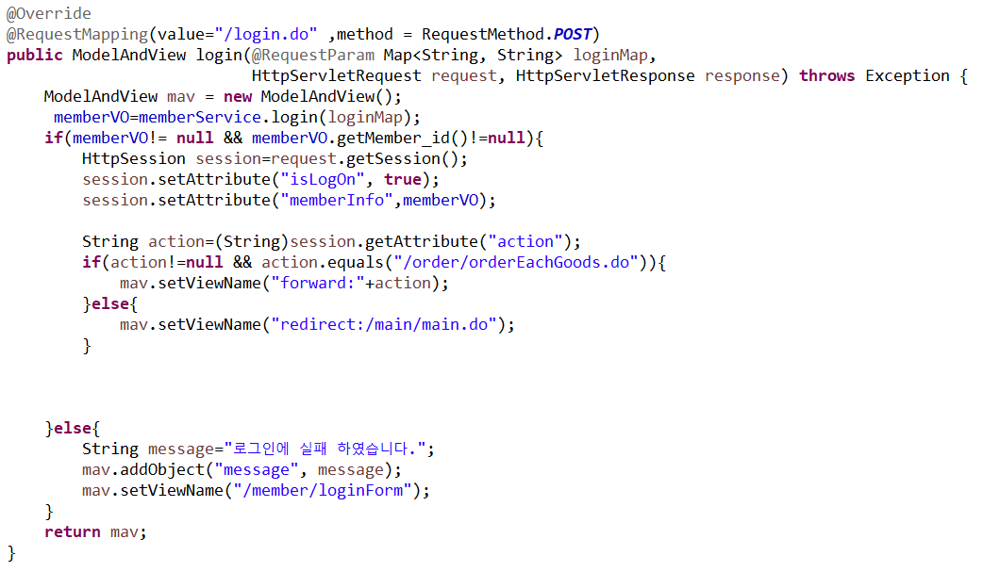 @Override
@RequestMapping(value="/login.do" ,method = RequestMethod.POST)
public ModelAndView login(@RequestParam Map<String, String> loginMap,
                          HttpServletRequest request, HttpServletResponse response) throws Exception {
    ModelAndView mav = new ModelAndView();
     memberVO=memberService.login(loginMap);
    if(memberVO!= null && memberVO.getMember_id()!=null){
        HttpSession session=request.getSession();
        session.setAttribute("isLogOn", true);
        session.setAttribute("memberInfo",memberVO);

        String action=(String)session.getAttribute("action");
        if(action!=null && action.equals("/order/orderEachGoods.do")){
            mav.setViewName("forward:"+action);
        }else{
            mav.setViewName("redirect:/main/main.do");
        }



    }else{
        String message="로그인에 실패 하였습니다.";
        mav.addObject("message", message);
        mav.setViewName("/member/loginForm");
    }
    return mav;
}